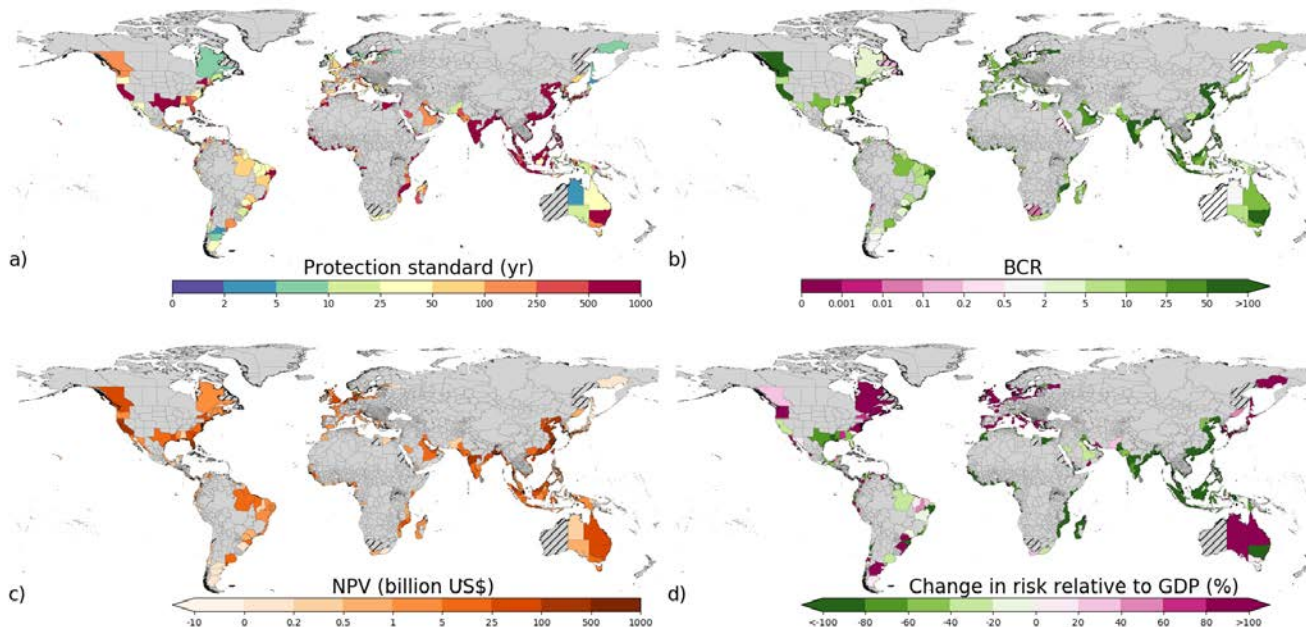 a)
Protection standard (yr)
0 2 5 10 25 50 100 250 500 1000
b)
BCR
0 0.001 0.01 0.1 0.2 0.5 2 5 10 25 50 >100
c)
NPV (billion US$)
-10 0 0.2 0.5 1 5 25 100 500 1000
d)
Change in risk relative to GDP (%)
<-100 -80 -60 -40 -20 0 20 40 60 80 >100